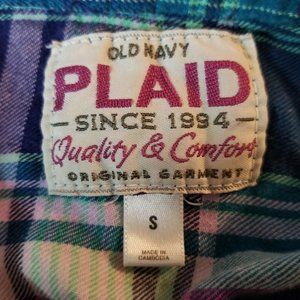 OLD NAVY
PLAID
- SINCE 1994 -
Quality & Comfort
ORIGINAL GARMENT
S
MADE IN
CAMBODIA